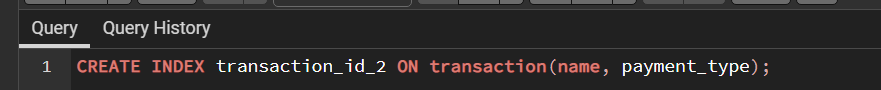 Query Query History
1 CREATE INDEX transaction_id_2 ON transaction(name, payment_type);